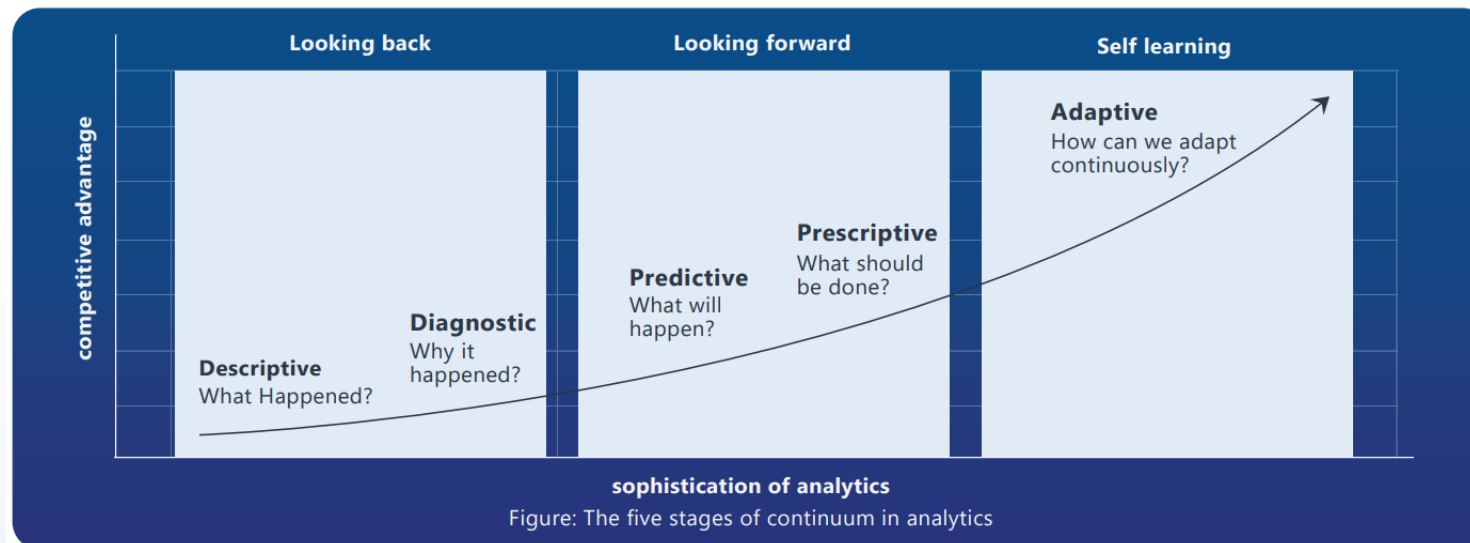 Looking back
Looking forward
Self learning
competitive advantage
Descriptive
What Happened?
Diagnostic
Why it
happened?
Predictive
What will
happen?
Prescriptive
What should
be done?
Adaptive
How can we adapt
continuously?
sophistication of analytics
Figure: The five stages of continuum in analytics